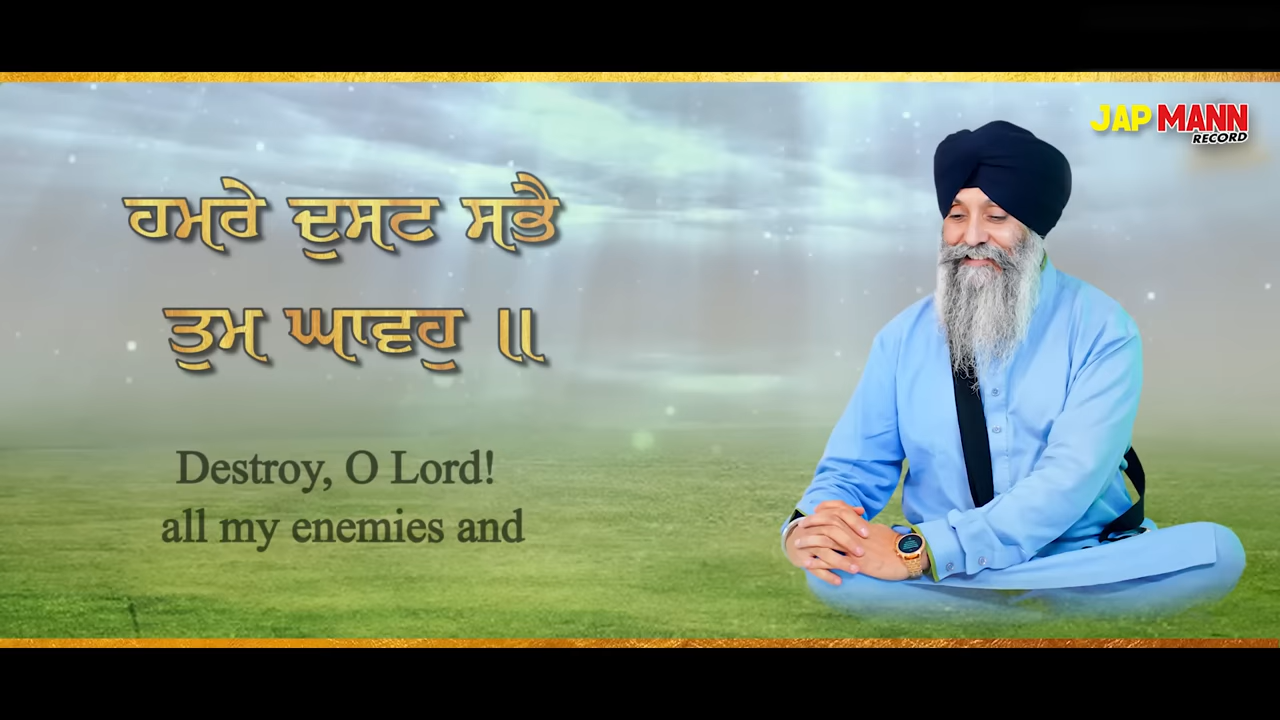 JAP MANN
RECORD
ਹਮਰੇ ਦੁਸਟ ਸਭੈ
ਤੁਮ ਘਾਵਹੁ ॥
Destroy, O Lord!
all my enemies and